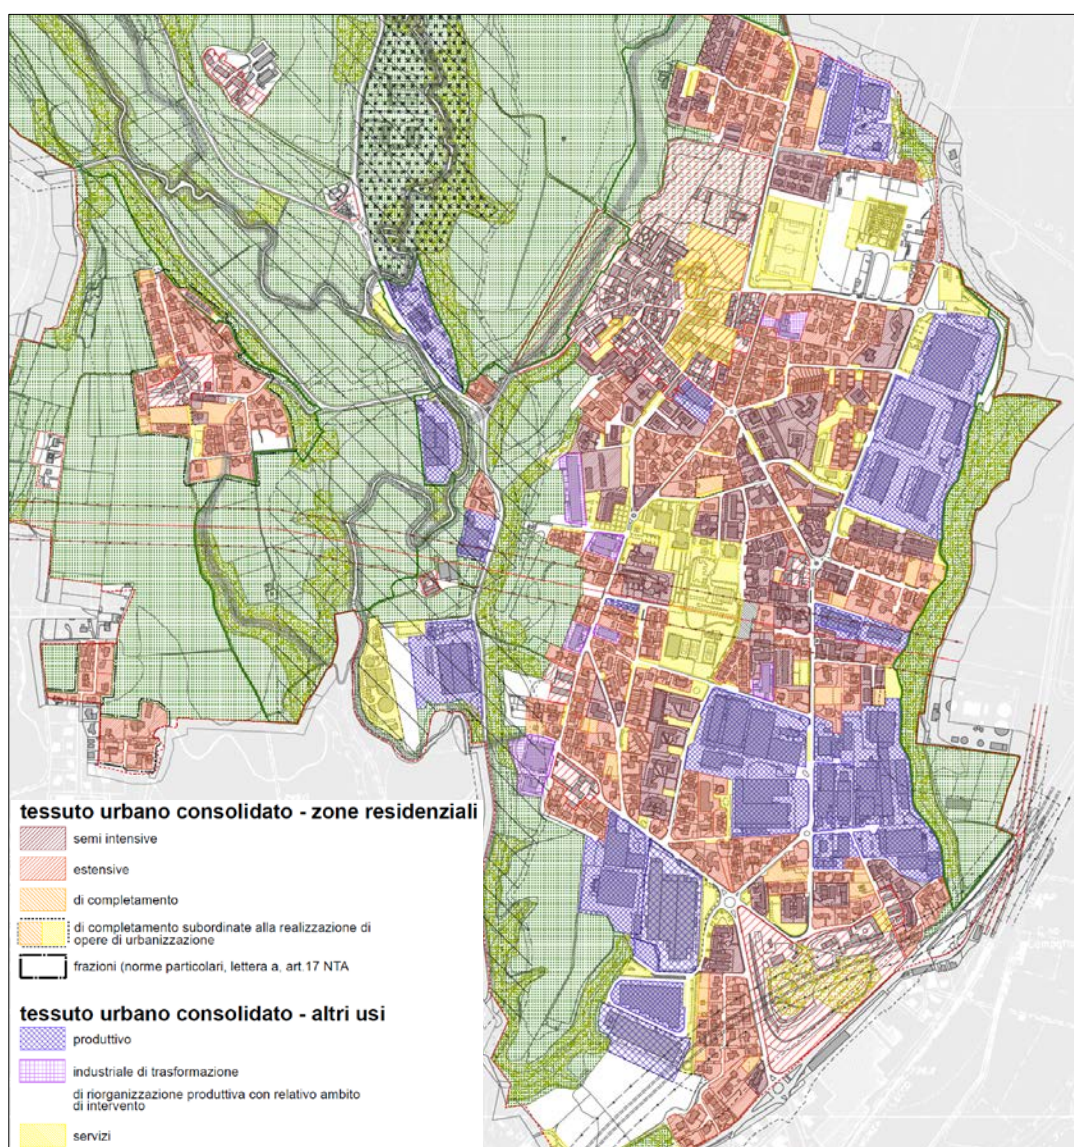 tessuto urbano consolidato - zone residenziali
semi intensive
estensive
di completamento
di completamento subordinate alla realizzazione di
opere di urbanizzazione
frazioni (norme particolari, lettera a, art.17 NTA
tessuto urbano consolidato - altri usi
produttivo
industriale di trasformazione
di riorganizzazione produttiva con relativo ambito
di intervento
servizi